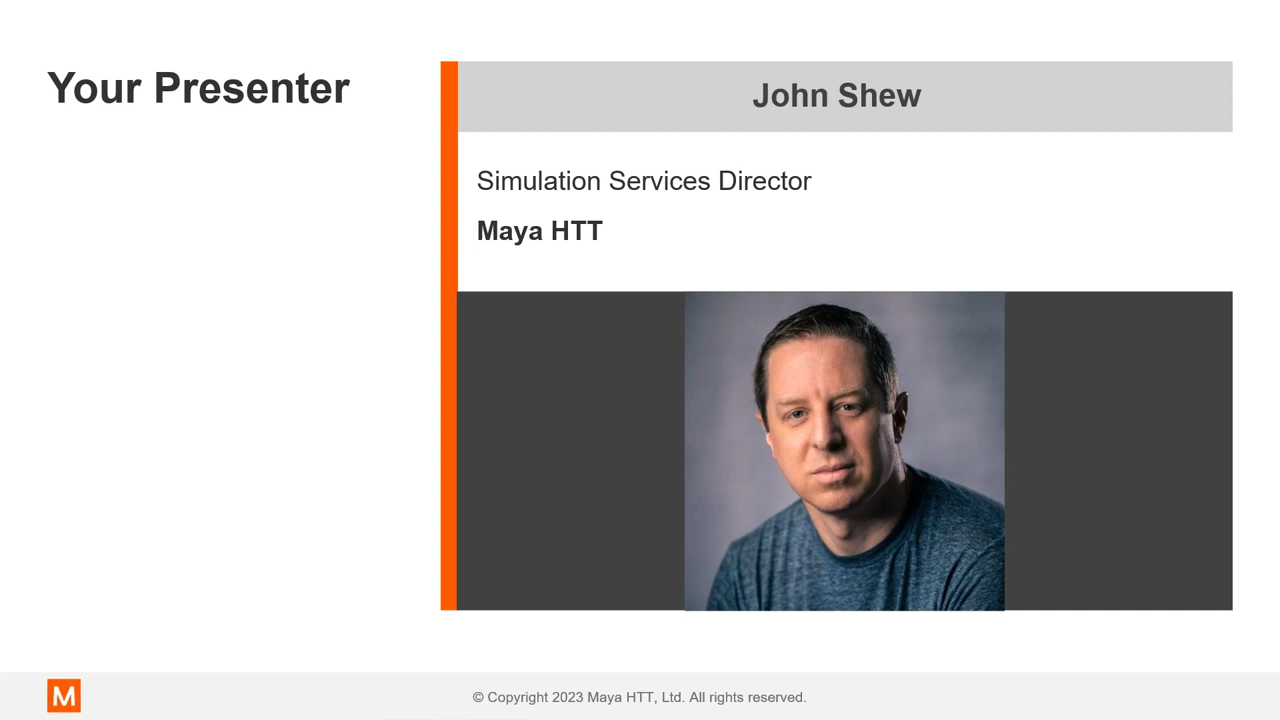 Your Presenter
John Shew
Simulation Services Director
Maya HTT
M
© Copyright 2023 Maya HTT, Ltd. All rights reserved.